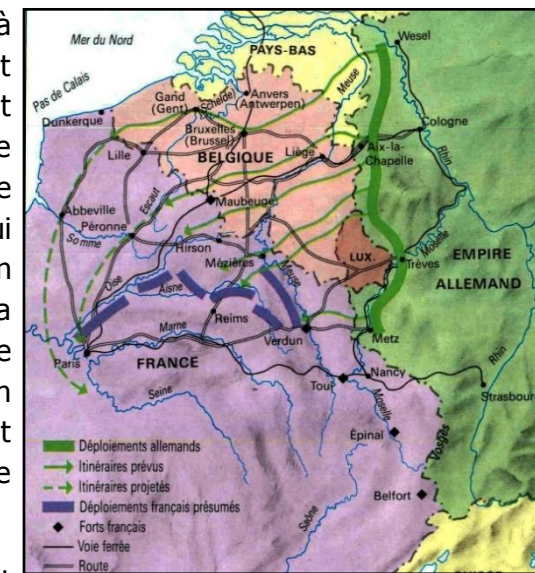 à
t
t
e
e
ui
n
a
e
n
t
e
Mer du Nord
Wesel
PAYS-BAS
Pas de Calais
Meuse
Gand
(Gent)
(Schelde)
Anvers
(Antwerpen)
Dunkerque
Bruxelles
(Brussel)
Cologne
Lille
BELGIQUE
Liège
Aix-la-
Chapelle
Rhin
Escaut
Maubeuge
Abbeville
Péronne
Somme
Hirson
Mézières
LUX.
Moselle
Trèves
EMPIRE
ALLEMAND
Oise
Aisne
Meuse
Reims
Marne
Verdun
Metz
Paris
FRANCE
Nancy
Rhin
Toul
Seine
Moselle
Strasbourg
Épinal
Vosges
Belfort
Saône
Déploiements allemands
Itinéraires prévus
Itinéraires projetés
Déploiements français présumés
Forts français
Voie ferrée
Route